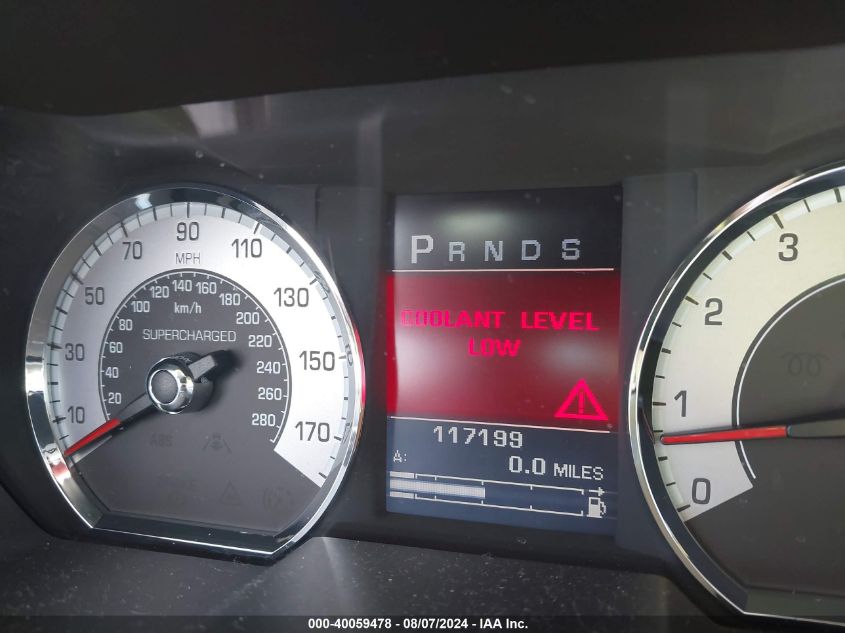 90
70 110
MPH
50 130
30 150
10 170
120 140 160
100 180
80 km/h 200
60 220
SUPERCHARGED
40 240
20 260
280
ABS
P R N D S
COOLANT LEVEL
LOW
117199
A: 0.0 MILES
3
2
1
0
000-40059478 - 08/07/2024 - IAA Inc.